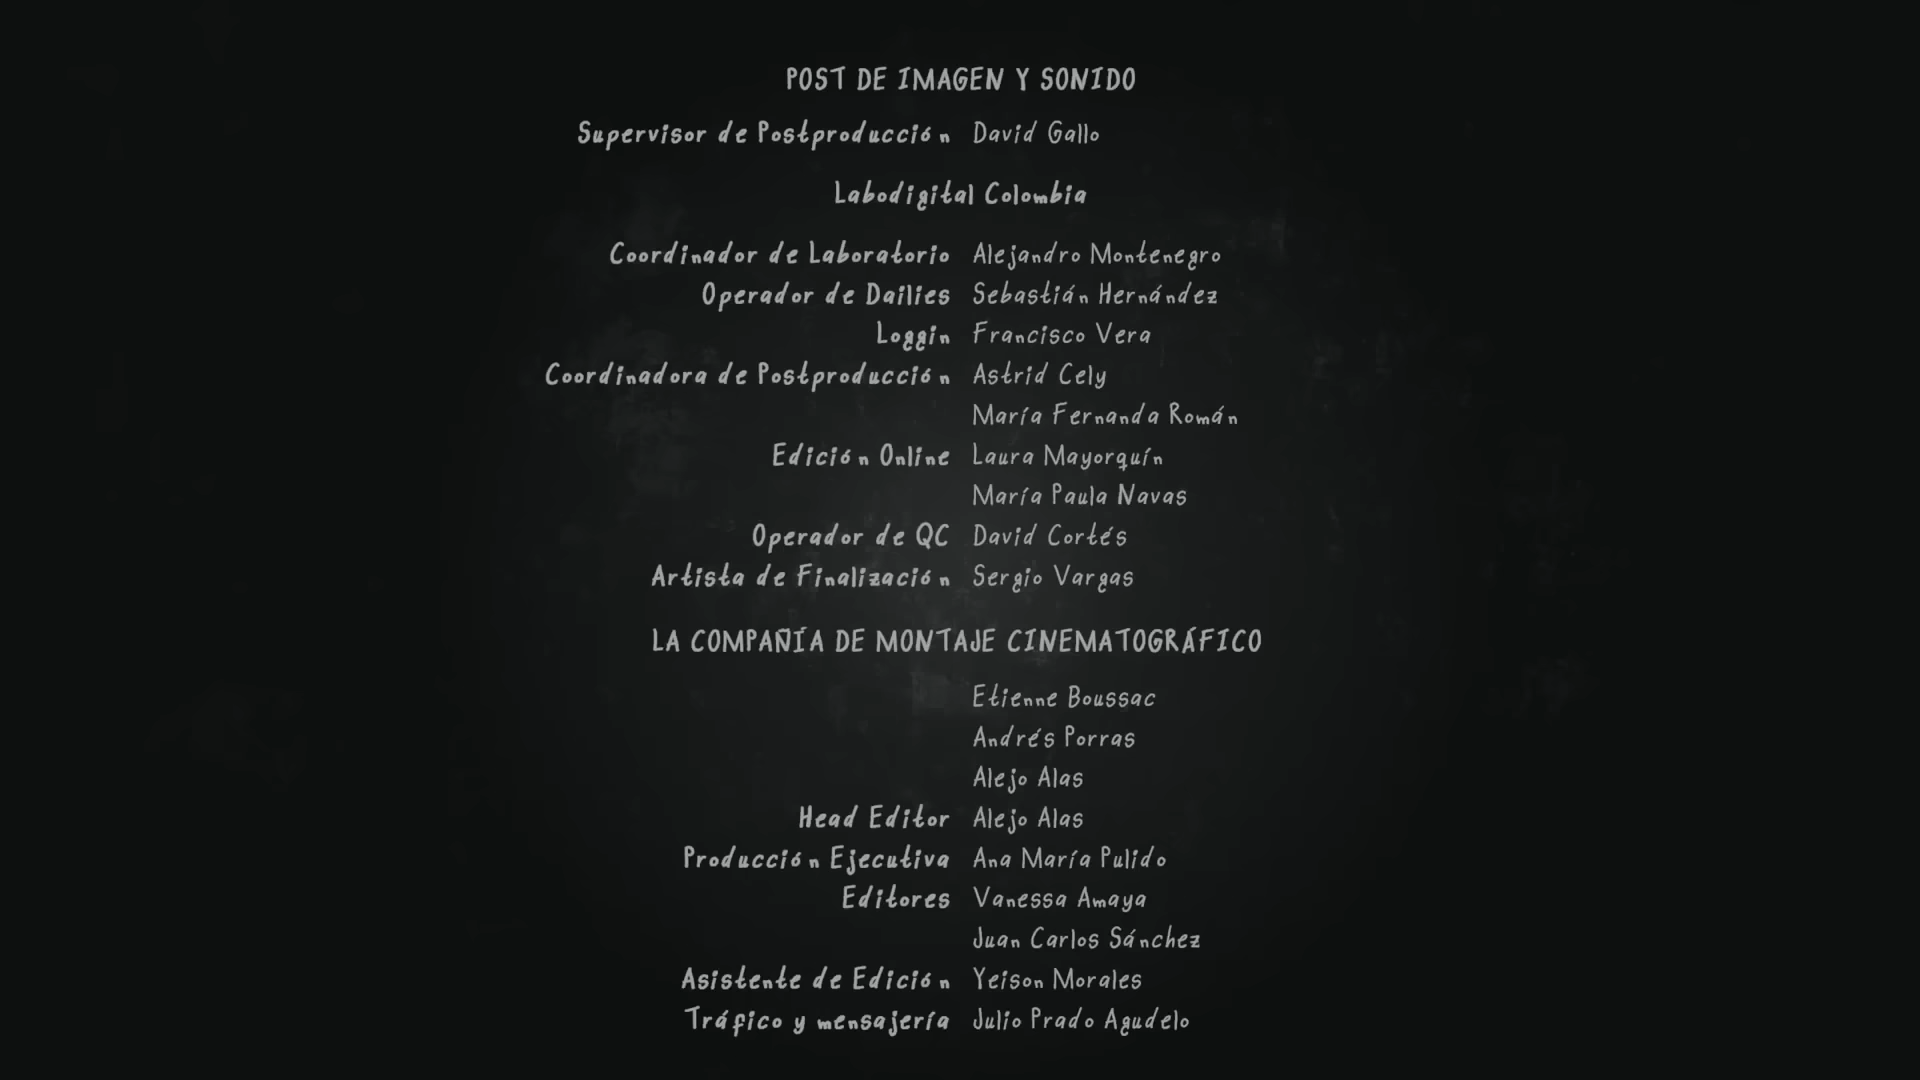 POST DE IMAGEN Y SONIDO
Supervisor de Postproducción David Gallo
Labodigital Colombia
Coordinador de Laboratorio Alejandro Montenegro
Operador de Dailies Sebastián Hernández
Loggin Francisco Vera
Coordinadora de Postproducción Astrid Cely
María Fernanda Román
Edición Online Laura Mayorquín
María Paula Navas
Operador de QC David Cortés
Artista de Finalización Sergio Vargas
LA COMPAÑÍA DE MONTAJE CINEMATOGRÁFICO
Etienne Boussac
Andrés Porras
Alejo Alas
Head Editor Alejo Alas
Producción Ejecutiva Ana María Pulido
Editores Vanessa Amaya
Juan Carlos Sánchez
Asistente de Edición Yeison Morales
Tráfico y mensajería Julio Prado Agudelo